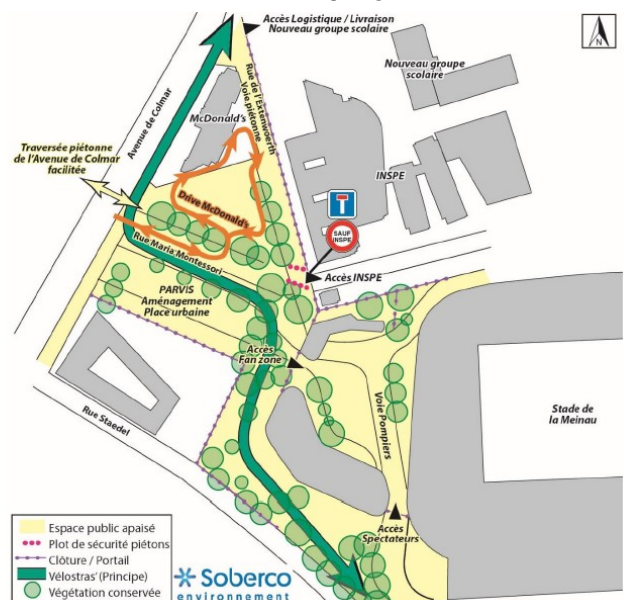 Accès Logistique / Livraison
Nouveau groupe scolaire
N
Nouveau groupe
scolaire
Avenue de Colmar
Rue de l'Extenwoerth
Voie piétonne
McDonald's
Traversée piétonne
de l'Avenue de Colmar
facilitée
INSPE
Drive McDonald's
SAUF
INSPE
Rue Maria Montessori
Accès INSPE
PARVIS
Aménagement
Place urbaine
Accès
Fan zone
Voie Pompiers
Stade de
la Meinau
Rue Staedel
Accès
Spectateurs
Espace public apaisé
Plot de sécurité piétons
Clôture / Portail
Vélostras' (Principe)
Végétation conservée
Soberco
environnement